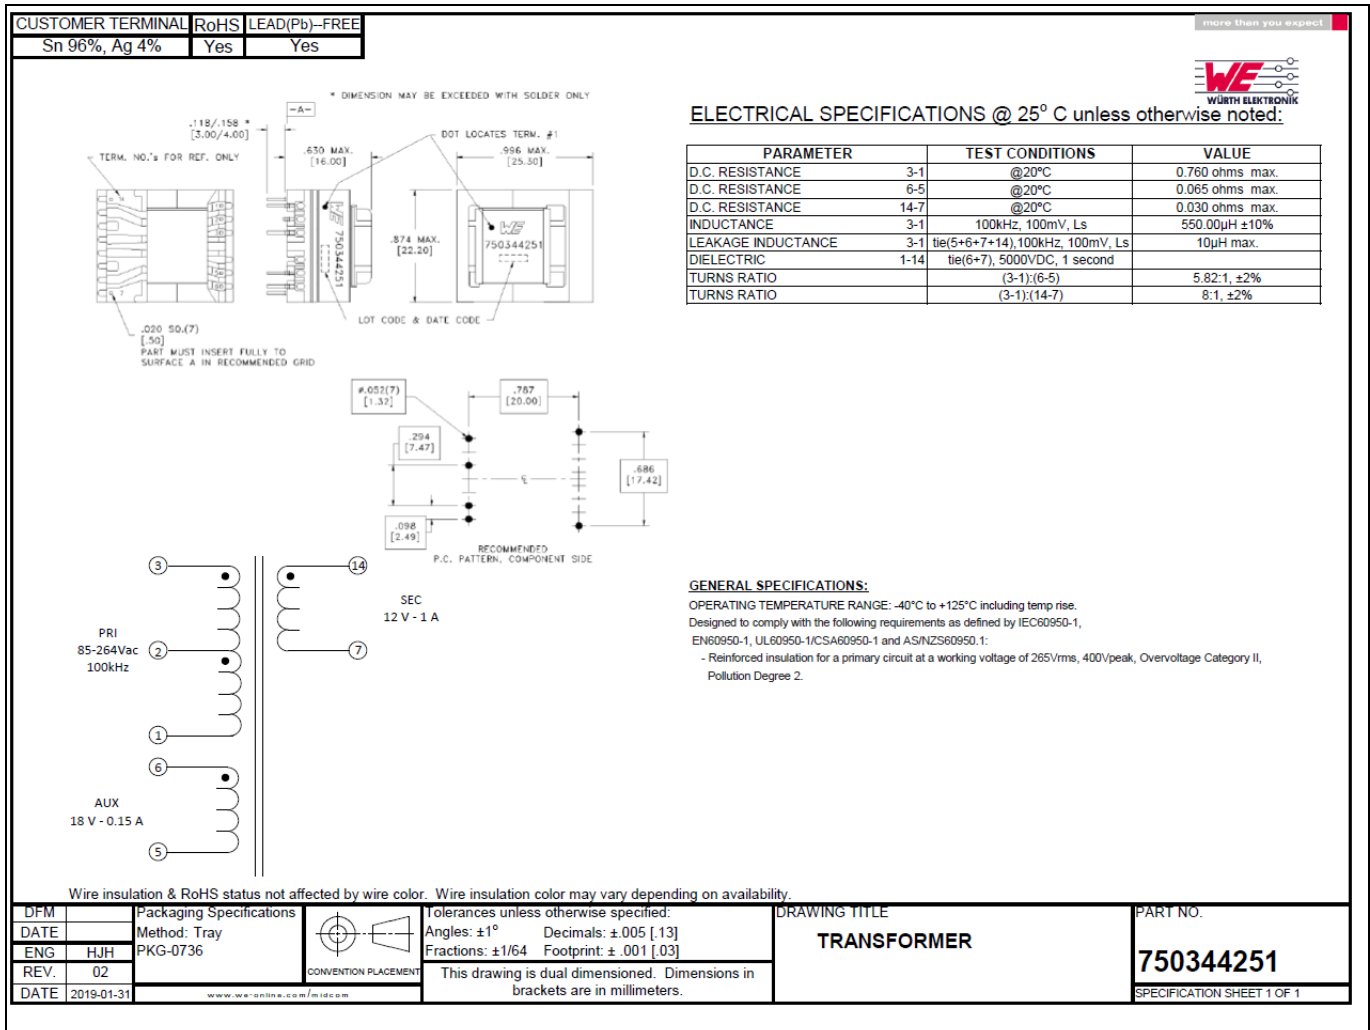 CUSTOMER TERMINAL RoHS LEAD(Pb)--FREE
Sn 96%, Ag 4% Yes Yes
more than you expect
WE
WÜRTH ELEKTRONIK
* DIMENSION MAY BE EXCEEDED WITH SOLDER ONLY
-A-
.118/.158 *
[3.00/4.00]
DOT LOCATES TERM. #1
TERM. NO.'s FOR REF. ONLY
.630 MAX.
[16.00]
.996 MAX.
[25.30]
.874 MAX.
[22.20]
WE
750344251
WE
750344251
7
LOT CODE & DATE CODE
.020 SQ.(7)
[.50]
PART MUST INSERT FULLY TO
SURFACE A IN RECOMMENDED GRID
ø.052(7)
[1.32]
.787
[20.00]
.294
[7.47]
.686
[17.42]
.098
[2.49]
RECOMMENDED
P.C. PATTERN, COMPONENT SIDE
ELECTRICAL SPECIFICATIONS @ 25° C unless otherwise noted:
PARAMETER TEST CONDITIONS VALUE
D.C. RESISTANCE 3-1 @20°C 0.760 ohms max.
D.C. RESISTANCE 6-5 @20°C 0.065 ohms max.
D.C. RESISTANCE 14-7 @20°C 0.030 ohms max.
INDUCTANCE 3-1 100kHz, 100mV, Ls 550.00µH ±10%
LEAKAGE INDUCTANCE 3-1 tie(5+6+7+14),100kHz, 100mV, Ls 10µH max.
DIELECTRIC 1-14 tie(6+7), 5000VDC, 1 second
TURNS RATIO (3-1):(6-5) 5.82:1, ±2%
TURNS RATIO (3-1):(14-7) 8:1, ±2%
3
14
SEC
12 V - 1 A
PRI
85-264Vac
100kHz
2
7
1
6
AUX
18 V - 0.15 A
5
GENERAL SPECIFICATIONS:
OPERATING TEMPERATURE RANGE: -40°C to +125°C including temp rise.
Designed to comply with the following requirements as defined by IEC60950-1,
EN60950-1, UL60950-1/CSA60950-1 and AS/NZS60950.1:
- Reinforced insulation for a primary circuit at a working voltage of 265Vrms, 400Vpeak, Overvoltage Category II,
Pollution Degree 2.
Wire insulation & RoHS status not affected by wire color. Wire insulation color may vary depending on availability.
DFM
DATE
ENG HJH
REV. 02
DATE 2019-01-31
Packaging Specifications
Method: Tray
PKG-0736
www.we-online.com/midcom
CONVENTION PLACEMENT
Tolerances unless otherwise specified:
Angles: ±1° Decimals: ±.005 [.13]
Fractions: ±1/64 Footprint: ± .001 [.03]
This drawing is dual dimensioned. Dimensions in
brackets are in millimeters.
DRAWING TITLE
TRANSFORMER
PART NO.
750344251
SPECIFICATION SHEET 1 OF 1